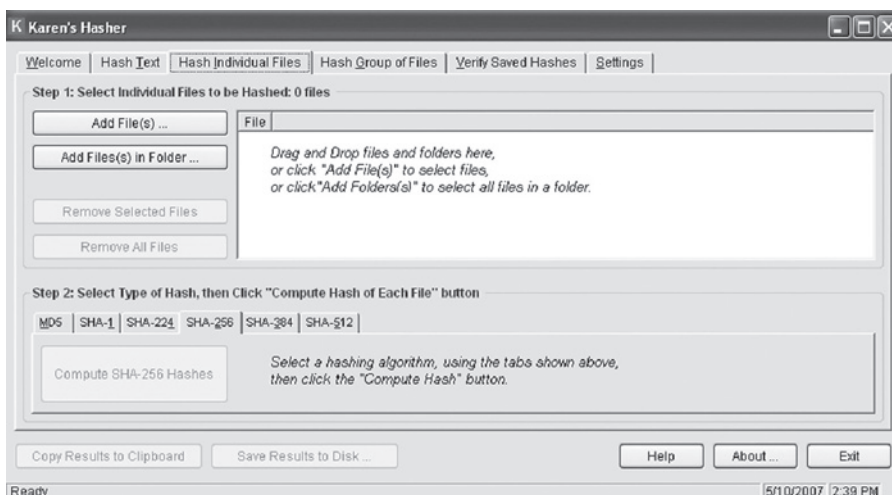 K Karen's Hasher
Welcome Hash Text Hash Individual Files Hash Group of Files Verify Saved Hashes Settings
Step 1: Select Individual Files to be Hashed: 0 files
Add File(s) ...
File
Add Files(s) in Folder ...
Drag and Drop files and folders here,
or click "Add File(s)" to select files,
or click"Add Folders(s)" to select all files in a folder.
Remove Selected Files
Remove All Files
Step 2: Select Type of Hash, then Click "Compute Hash of Each File" button
MD5 SHA-1 SHA-224 SHA-256 SHA-384 SHA-512
Compute SHA-256 Hashes
Select a hashing algorithm, using the tabs shown above,
then click the "Compute Hash" button.
Copy Results to Clipboard Save Results to Disk ... Help About ... Exit
Ready 5/10/2007 2:39 PM